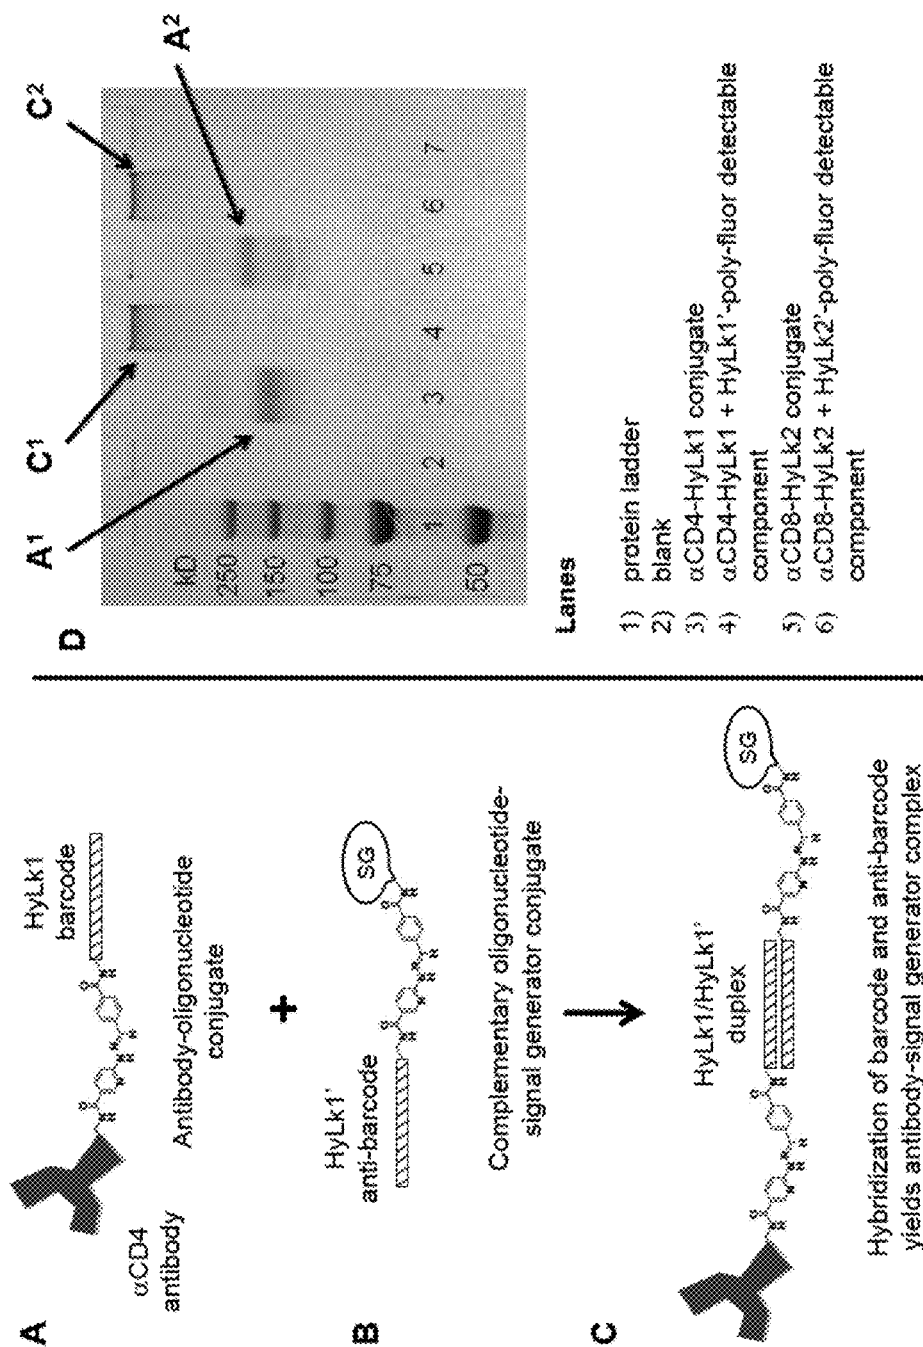 A
αCD4
antibody
HyLk1
barcode
Antibody-oligonucleotide
conjugate
+
B
HyLk1'
anti-barcode
SG
Complementary oligonucleotide-
signal generator conjugate
C
HyLk1/HyLk1'
duplex
SG
Hybridization of barcode and anti-barcode
yields antibody-signal generator complex
D
A1
C1
C2
A2
kD
250
150
100
75
50
1 2 3 4 5 6 7
Lanes
1) protein ladder
2) blank
3) αCD4-HyLk1 conjugate
4) αCD4-HyLk1 + HyLk1'-poly-fluor detectable
component
5) αCD8-HyLk2 conjugate
6) αCD8-HyLk2 + HyLk2'-poly-fluor detectable
component